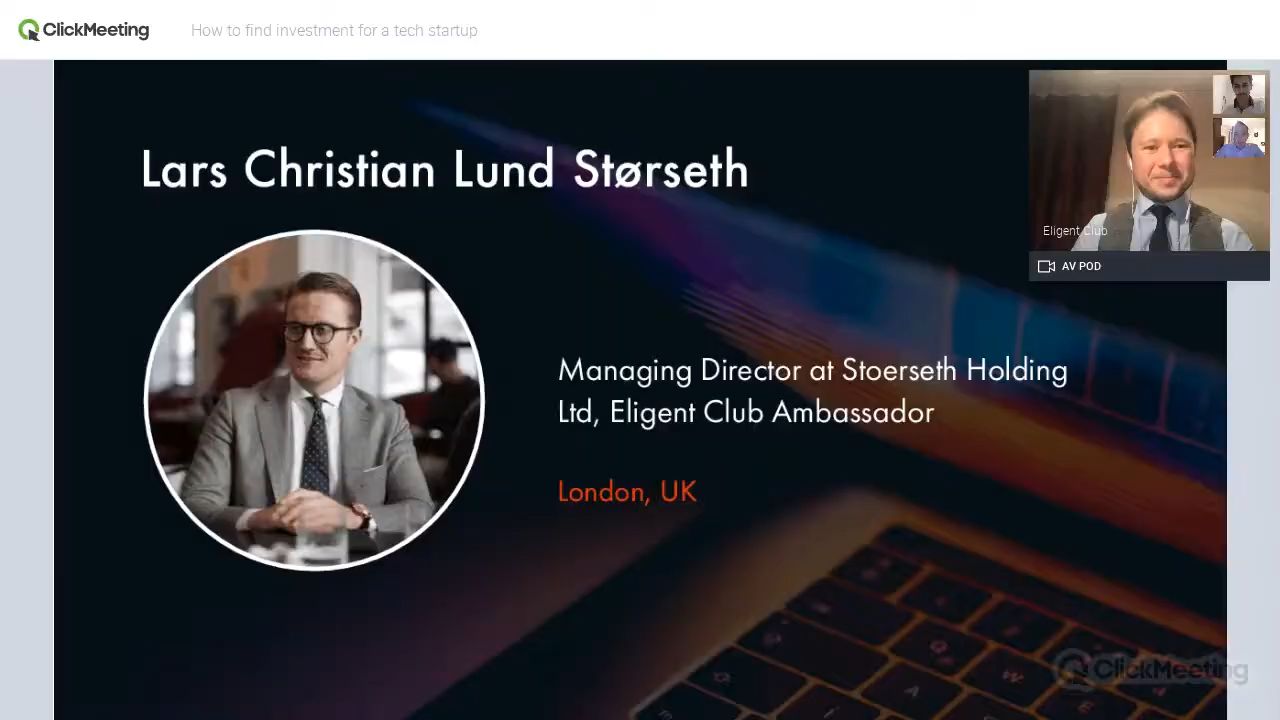 ClickMeeting
How to find investment for a tech startup
Lars Christian Lund Størseth
Eligent Club
AV POD
Managing Director at Stoerseth Holding
Ltd, Eligent Club Ambassador
London, UK
ClickMeeting